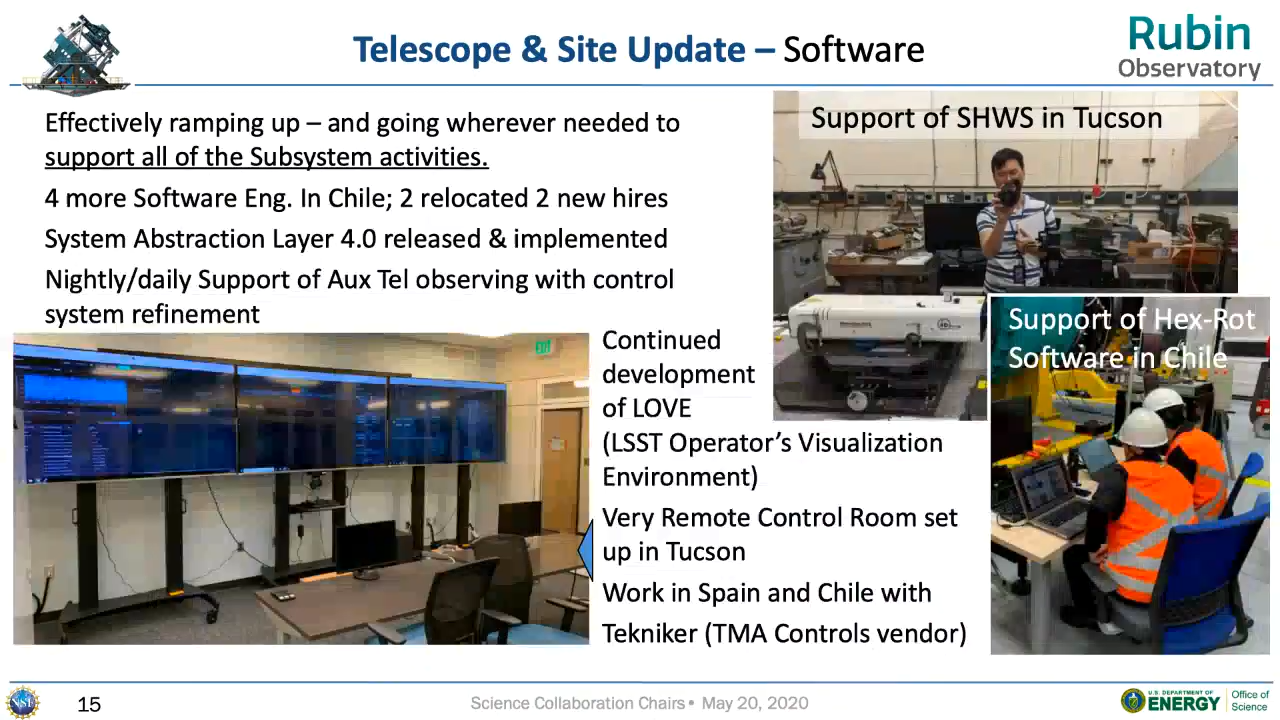 Telescope & Site Update – Software
Rubin
Observatory
Effectively ramping up – and going wherever needed to
support all of the Subsystem activities.
4 more Software Eng. In Chile; 2 relocated 2 new hires
System Abstraction Layer 4.0 released & implemented
Nightly/daily Support of Aux Tel observing with control
system refinement
Support of SHWS in Tucson
Support of Hex-Rot
Software in Chile
EXIT
Continued
development
of LOVE
(LSST Operator’s Visualization
Environment)
Very Remote Control Room set
up in Tucson
Work in Spain and Chile with
Tekniker (TMA Controls vendor)
NSF
15
Science Collaboration Chairs • May 20, 2020
U.S. DEPARTMENT OF
ENERGY
Office of
Science